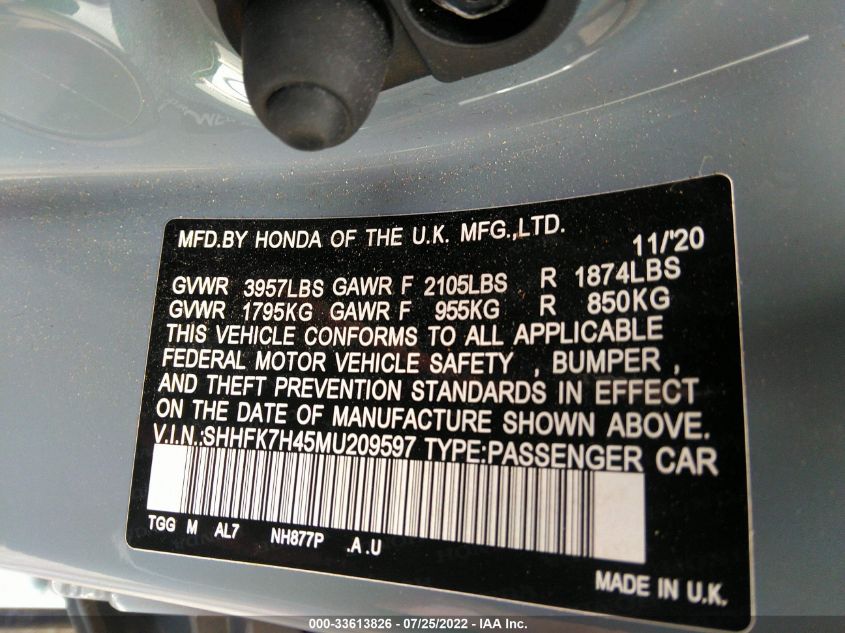 MFD.BY HONDA OF THE U.K. MFG.,LTD.
11/'20
GVWR 3957LBS GAWR F 2105LBS R 1874LBS
GVWR 1795KG GAWR F 955KG R 850KG
THIS VEHICLE CONFORMS TO ALL APPLICABLE
FEDERAL MOTOR VEHICLE SAFETY , BUMPER ,
AND THEFT PREVENTION STANDARDS IN EFFECT
ON THE DATE OF MANUFACTURE SHOWN ABOVE.
V.I.N.:SHHFK7H45MU209597 TYPE:PASSENGER CAR
TGG M AL7 NH877P .A .U
MADE IN U.K.
000-33613826 - 07/25/2022 - IAA Inc.